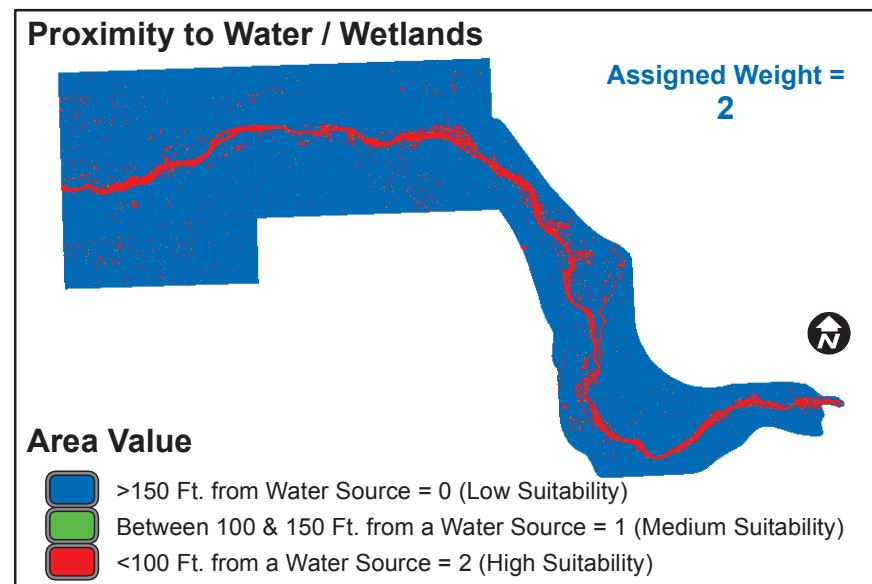 Proximity to Water / Wetlands
Assigned Weight =
2
N
Area Value
>150 Ft. from Water Source = 0 (Low Suitability)
Between 100 & 150 Ft. from a Water Source = 1 (Medium Suitability)
<100 Ft. from a Water Source = 2 (High Suitability)